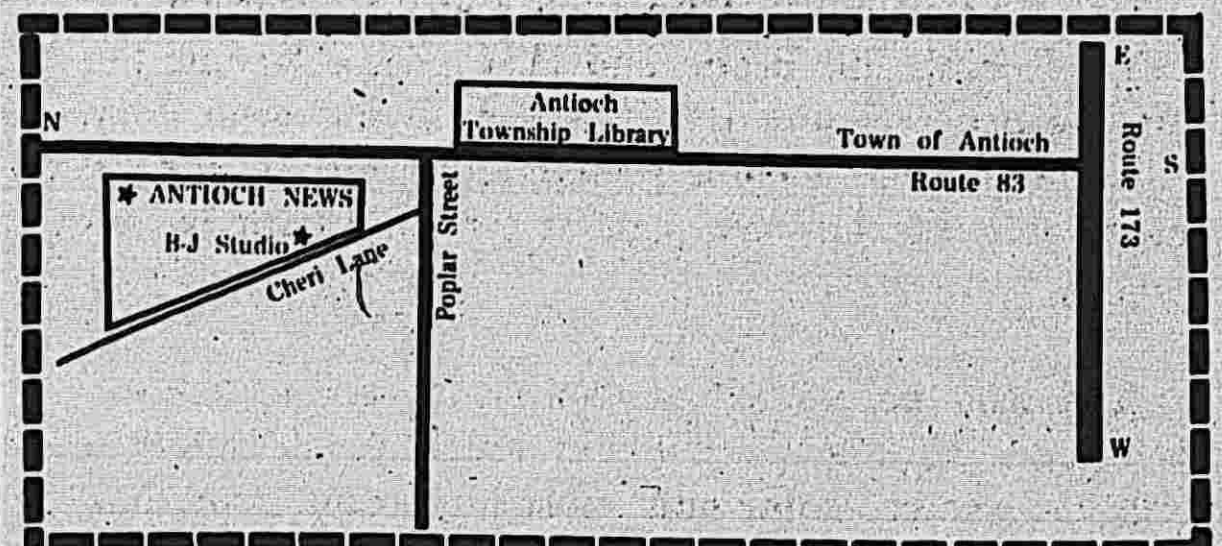 E
N
Antioch
Township Library
Town of Antioch
Route 83
Route 173
S
★ ANTIOCH NEWS
B-J Studio ★
Cheri Lane
Poplar Street
W